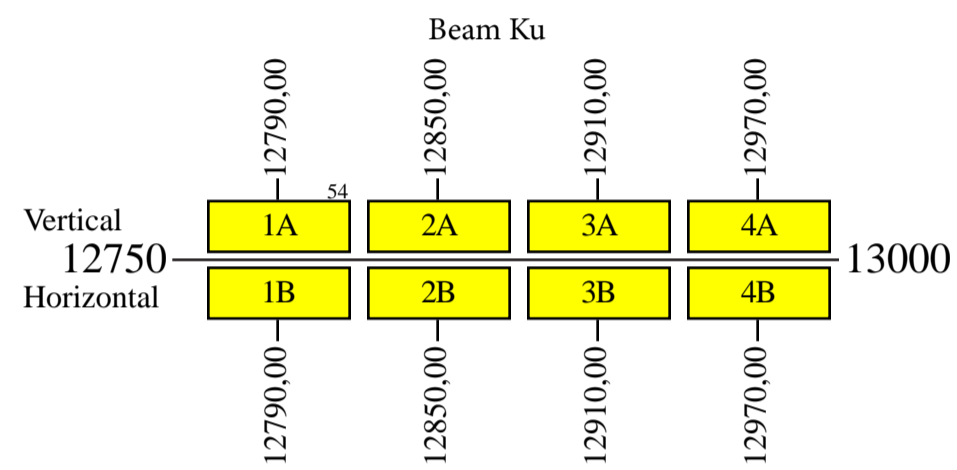 Beam Ku
12790,00 12850,00 12910,00 12970,00
54
Vertical 1A 2A 3A 4A
12750 13000
Horizontal 1B 2B 3B 4B
12790,00 12850,00 12910,00 12970,00